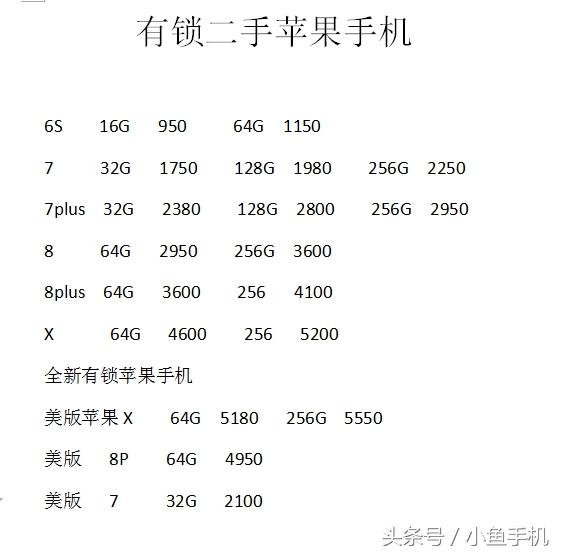 有锁二手苹果手机
6S 16G 950 64G 1150
7 32G 1750 128G 1980 256G 2250
7plus 32G 2380 128G 2800 256G 2950
8 64G 2950 256G 3600
8plus 64G 3600 256 4100
X 64G 4600 256 5200
全新有锁苹果手机
美版苹果 X 64G 5180 256G 5550
美版 8P 64G 4950
美版 7 32G 2100
头条号 / 小鱼手机